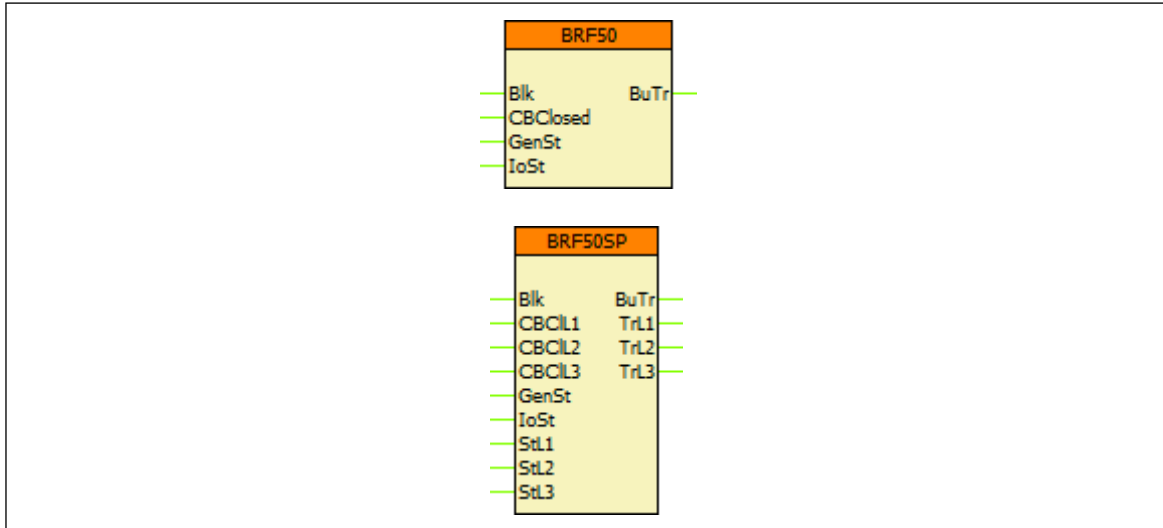 BRF50
Blk BuTr
CBClosed
GenSt
IoSt
BRF50SP
Blk BuTr
CBClL1 TrL1
CBClL2 TrL2
CBClL3 TrL3
GenSt
IoSt
StL1
StL2
StL3